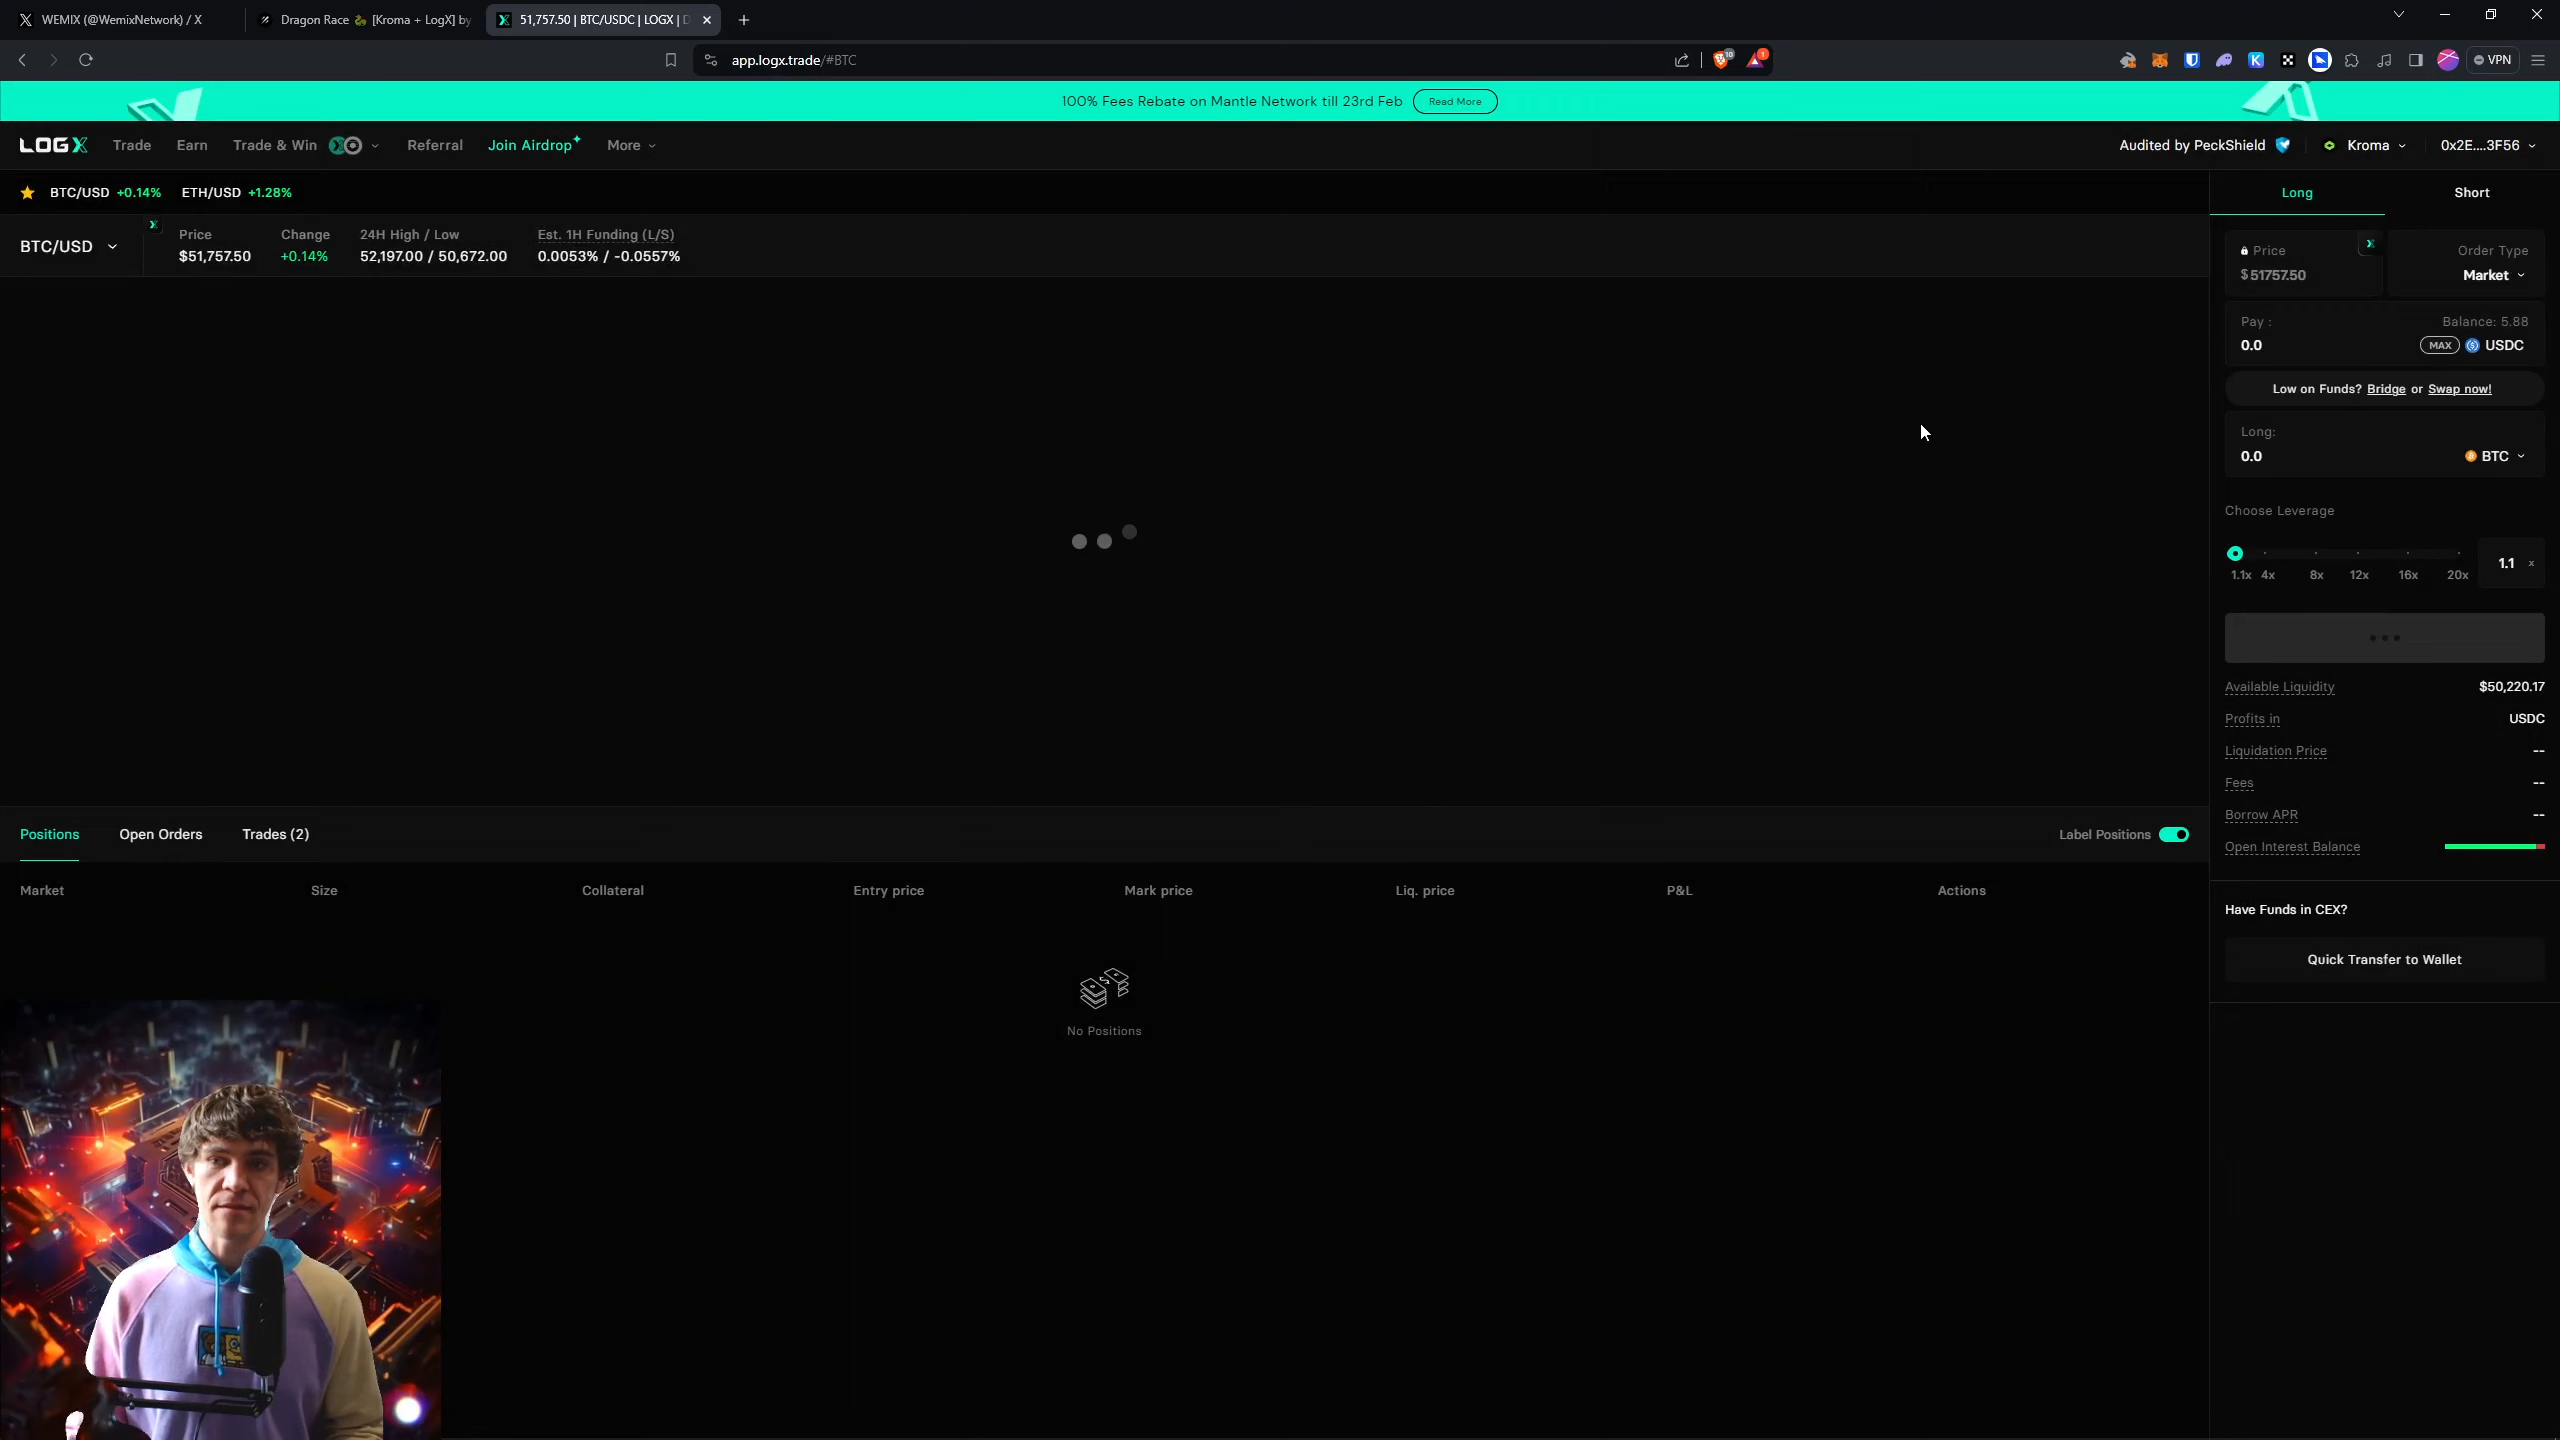 WEMIX (@WemixNetwork) / X
Dragon Race 🐉 [Kroma + LogX] by
51,757.50 | BTC/USDC | LOGX | D
app.logx.trade/#BTC
10
1
VPN
100% Fees Rebate on Mantle Network till 23rd Feb
Read More
LOGX
Trade
Earn
Trade & Win
Referral
Join Airdrop
More
Audited by PeckShield
Kroma
0x2E....3F56
BTC/USD +0.14%
ETH/USD +1.28%
BTC/USD
Price
$51,757.50
Change
+0.14%
24H High / Low
52,197.00 / 50,672.00
Est. 1H Funding (L/S)
0.0053% / -0.0557%
Long
Short
Price
$51757.50
Order Type
Market
Pay :
Balance: 5.88
0.0
MAX
USDC
Low on Funds? Bridge or Swap now!
Long:
0.0
BTC
Choose Leverage
1.1x 4x 8x 12x 16x 20x
1.1 x
Available Liquidity
$50,220.17
Profits in
USDC
Liquidation Price
--
Fees
--
Borrow APR
--
Open Interest Balance
Have Funds in CEX?
Quick Transfer to Wallet
Positions
Open Orders
Trades (2)
Label Positions
Market
Size
Collateral
Entry price
Mark price
Liq. price
P&L
Actions
No Positions